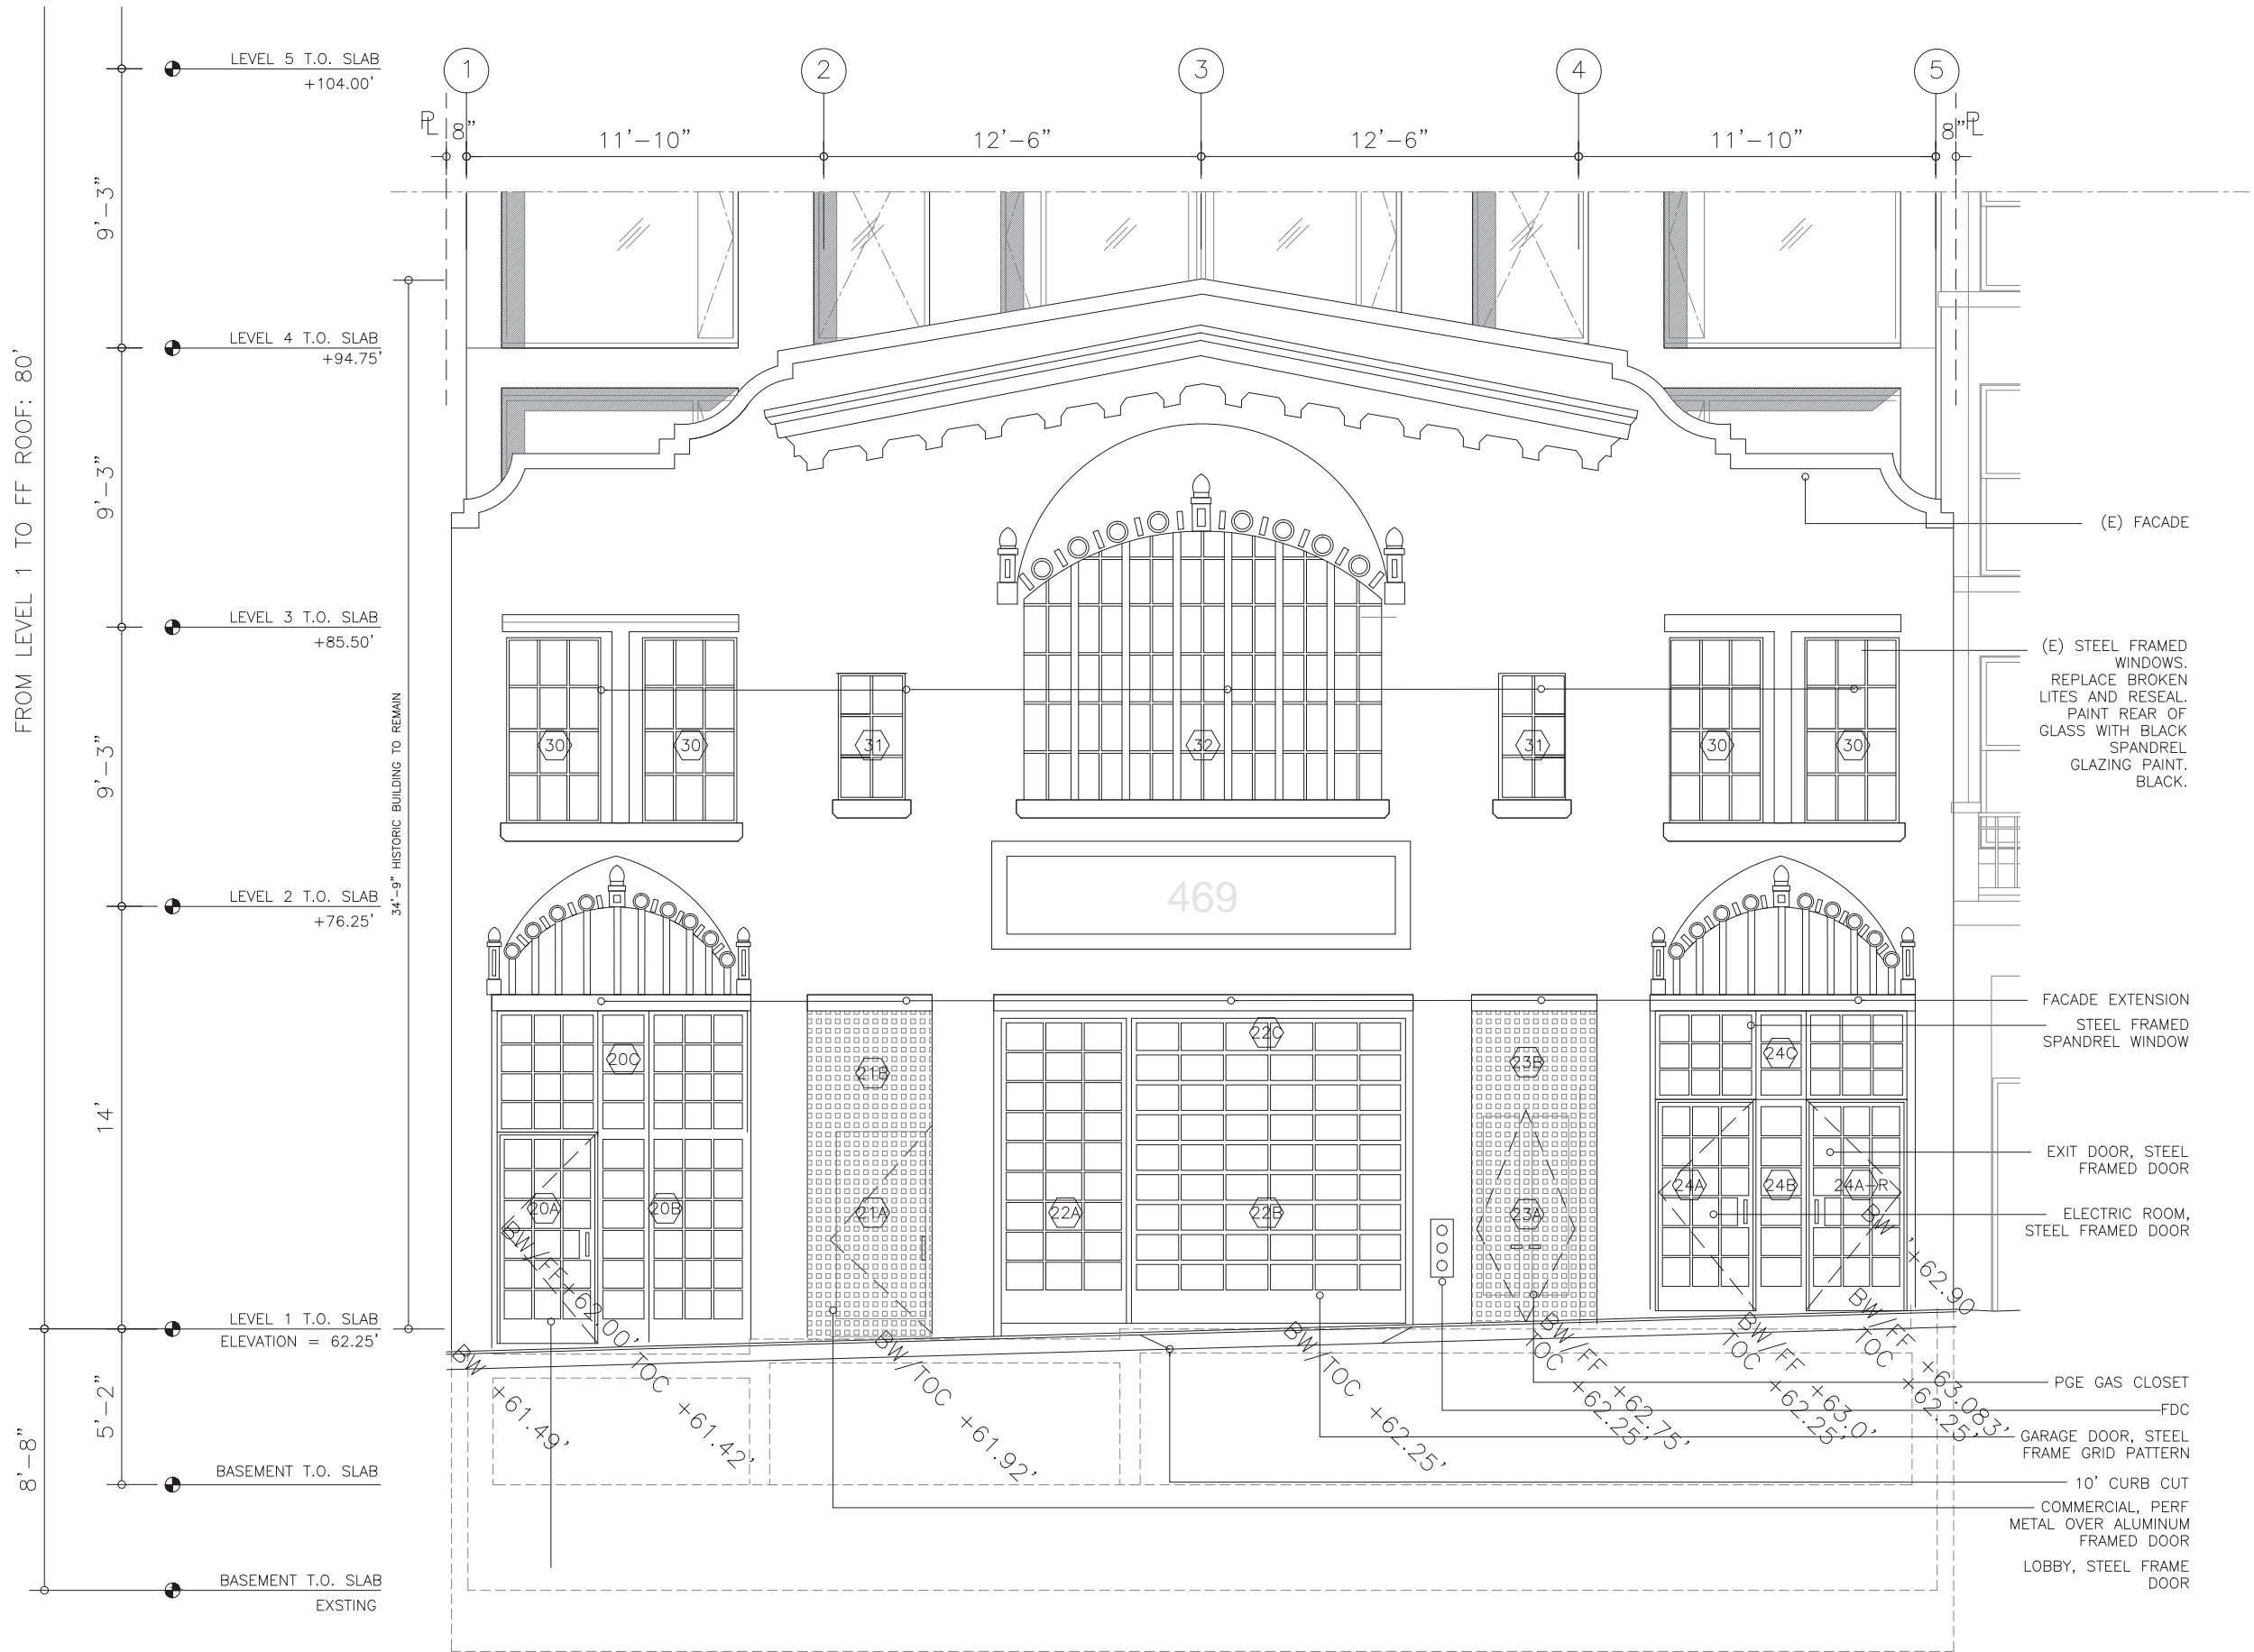 LEVEL 5 T.O. SLAB
+104.00'
1
2
3
4
5
PL
8"
11'-10"
12'-6"
12'-6"
11'-10"
8"
PL
9'-3"
LEVEL 4 T.O. SLAB
+94.75'
FROM LEVEL 1 TO FF ROOF: 80'
9'-3"
(E) FACADE
LEVEL 3 T.O. SLAB
+85.50'
(E) STEEL FRAMED
WINDOWS.
REPLACE BROKEN
LITES AND RESEAL.
PAINT REAR OF
GLASS WITH BLACK
SPANDREL
GLAZING PAINT.
BLACK.
9'-3"
34'-9" HISTORIC BUILDING TO REMAIN
30
30
31
32
31
30
30
LEVEL 2 T.O. SLAB
+76.25'
469
14'
FACADE EXTENSION
STEEL FRAMED
SPANDREL WINDOW
20C
21B
22C
23B
24C
EXIT DOOR, STEEL
FRAMED DOOR
20A
20B
21A
22A
22B
23A
24A
24B
24A-R
ELECTRIC ROOM,
STEEL FRAMED DOOR
LEVEL 1 T.O. SLAB
ELEVATION = 62.25'
BW +61.49'
BW/FF+62.00'
TOC +61.42'
BW/TOC +61.92'
BW/TOC +62.25'
BW/FF +62.75'
TOC +62.25'
BW/FF +63.0'
TOC +62.25'
BW/FF +63.083'
TOC +62.25'
BW '+62.90
5'-2"
8'-8"
PGE GAS CLOSET
FDC
GARAGE DOOR, STEEL
FRAME GRID PATTERN
BASEMENT T.O. SLAB
10' CURB CUT
COMMERCIAL, PERF
METAL OVER ALUMINUM
FRAMED DOOR
LOBBY, STEEL FRAME
DOOR
BASEMENT T.O. SLAB
EXSTING